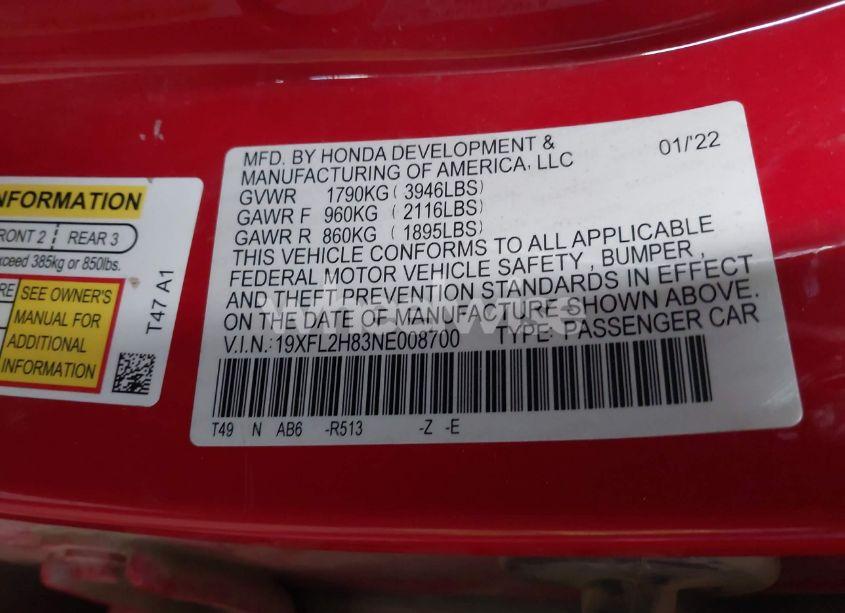 INFORMATION
FRONT 2 REAR 3
exceed 385kg or 850lbs.
SEE OWNER'S
MANUAL FOR
ADDITIONAL
INFORMATION
T47 A1
MFD. BY HONDA DEVELOPMENT & 01/'22
MANUFACTURING OF AMERICA, LLC
GVWR 1790KG ( 3946LBS)
GAWR F 960KG ( 2116LBS)
GAWR R 860KG ( 1895LBS)
THIS VEHICLE CONFORMS TO ALL APPLICABLE
FEDERAL MOTOR VEHICLE SAFETY , BUMPER,
AND THEFT PREVENTION STANDARDS IN EFFECT
ON THE DATE OF MANUFACTURE SHOWN ABOVE.
V.I.N.: 19XFL2H83NE008700 TYPE: PASSENGER CAR
T49 N AB6 -R513 -Z -E